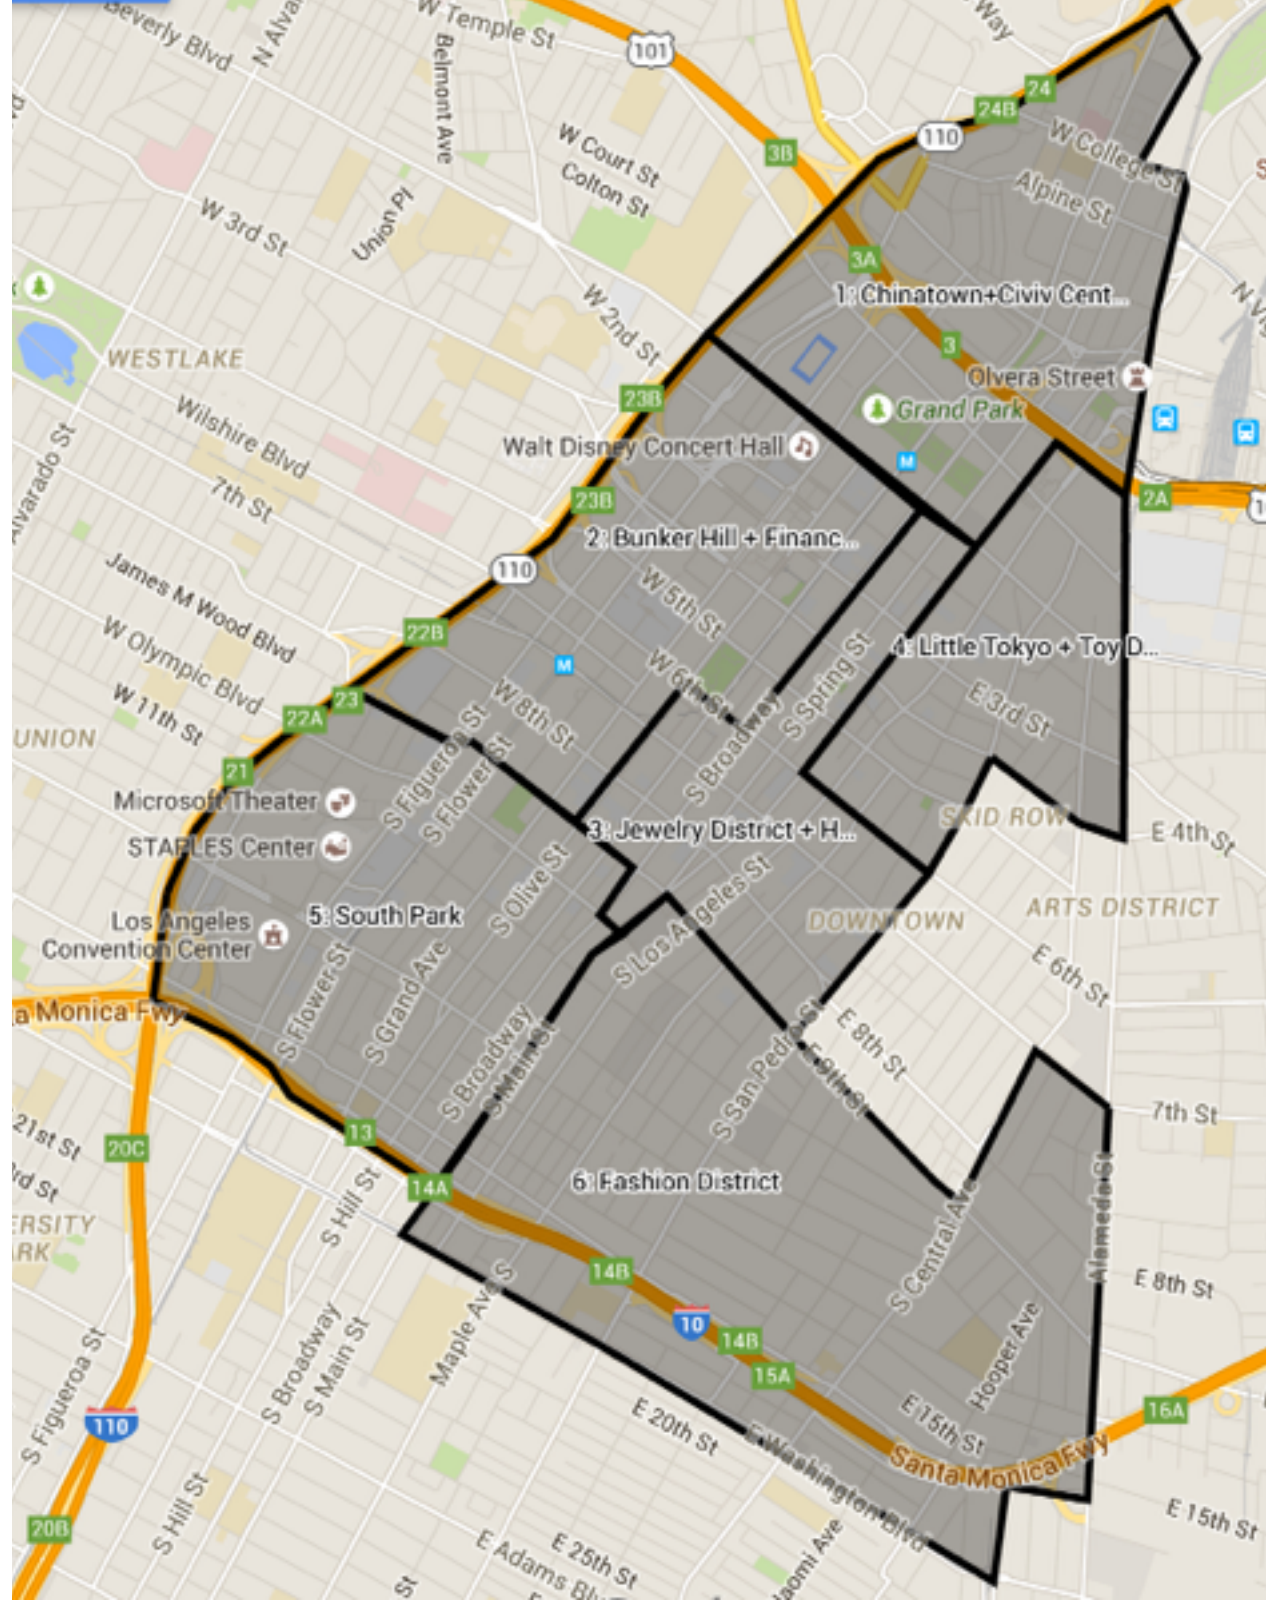 Beverly Blvd
N Alva
W Temple St
101
Way
Belmont Ave
24
24B
110
W College St
3B
W Court St
Colton St
Alpine St
Union Pl
W 3rd St
3A
1: Chinatown+Civiv Cent...
W 2nd St
N Vig
3
WESTLAKE
Olvera Street
23B
Grand Park
Wilshire Blvd
Walt Disney Concert Hall
M
Alvarado St
7th St
23B
2A
10
2: Bunker Hill + Financ...
110
James M Wood Blvd
W 5th St
22B
W Olympic Blvd
4: Little Tokyo + Toy D...
M
W 6th St
S Spring St
W 11th St
23
22A
W 8th St
E 3rd St
UNION
S Figueroa St
S Flower St
S Broadway
21
Microsoft Theater
SKID ROW
3: Jewelry District + H...
E 4th St
STAPLES Center
S Olive St
S Los Angeles St
5: South Park
DOWNTOWN
ARTS DISTRICT
Los Angeles
Convention Center
E 6th St
S Flower St
S Grand Ave
a Monica Fwy
S Broadway
S Main St
S San Pedro St
E 8th St
E 9th St
7th St
21st St
13
20C
3rd St
14A
6: Fashion District
S Hill St
S Central Ave
Alameda St
ERSITY
ARK
14B
E 8th St
Maple Ave
S
10
14B
15A
Hooper Ave
S Figueroa St
S Broadway
S Main St
16A
110
E 20th St
E Washington Blvd
E 15th St
Santa Monica Fwy
S Hill St
20B
E 15th St
E 25th St
E Adams Blv
Naomi Ave
St